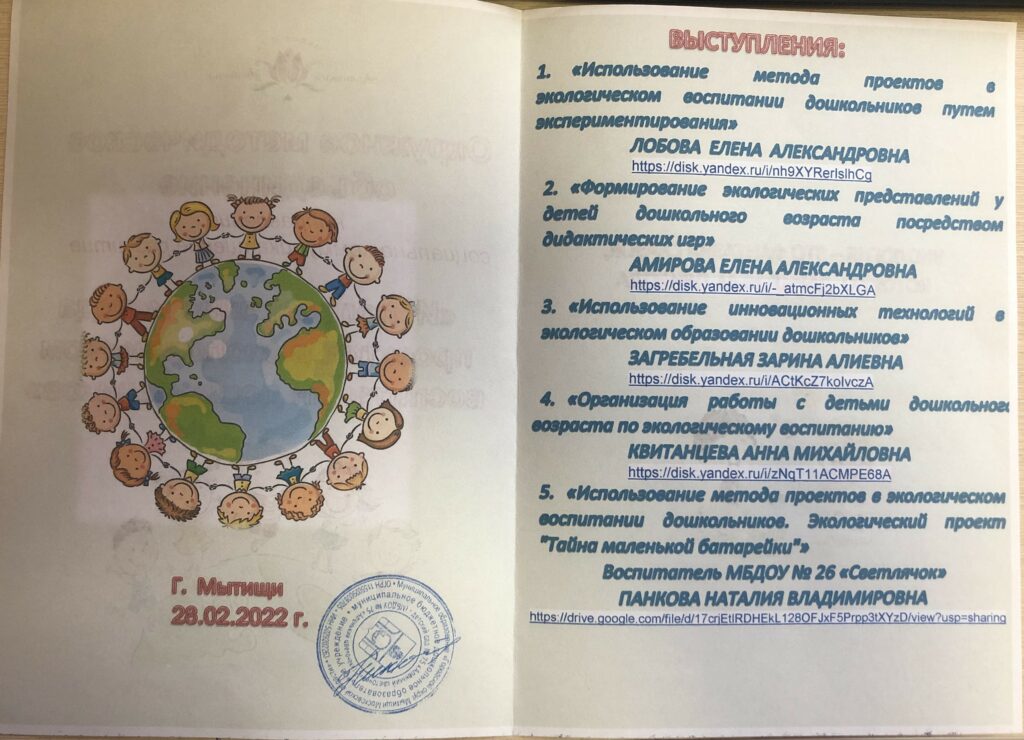 Г. Мытищи
28.02.2022 г.
ВЫСТУПЛЕНИЯ:
1. «Использование метода проектов в
экологическом воспитании дошкольников путем
экспериментирования»
ЛОБОВА ЕЛЕНА АЛЕКСАНДРОВНА
https://disk.yandex.ru/i/nh9XYRerIslhCg
2. «Формирование экологических представлений у
детей дошкольного возраста посредством
дидактических игр»
АМИРОВА ЕЛЕНА АЛЕКСАНДРОВНА
https://disk.yandex.ru/i/-_atmcFj2bXLGA
3. «Использование инновационных технологий в
экологическом образовании дошкольников»
ЗАГРЕБЕЛЬНАЯ ЗАРИНА АЛИЕВНА
https://disk.yandex.ru/i/ACtKcZ7kolvczA
4. «Организация работы с детьми дошкольного
возраста по экологическому воспитанию»
КВИТАНЦЕВА АННА МИХАЙЛОВНА
https://disk.yandex.ru/i/zNqT11ACMPE68A
5. «Использование метода проектов в экологическом
воспитании дошкольников. Экологический проект
"Тайна маленькой батарейки"»
Воспитатель МБДОУ № 26 «Светлячок»
ПАНКОВА НАТАЛИЯ ВЛАДИМИРОВНА
https://drive.google.com/file/d/17crjEtIRDHEkL128OFJxF5Prpp3tXYzD/view?usp=sharing